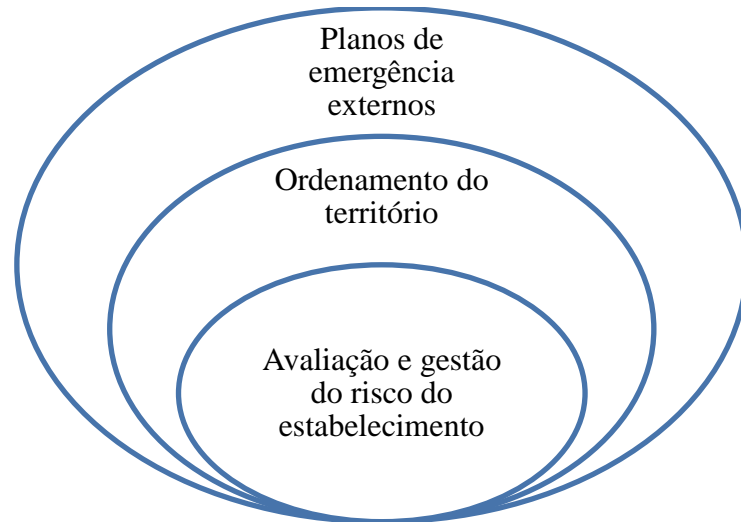 Planos de
emergência
externos
Ordenamento do
território
Avaliação e gestão
do risco do
estabelecimento